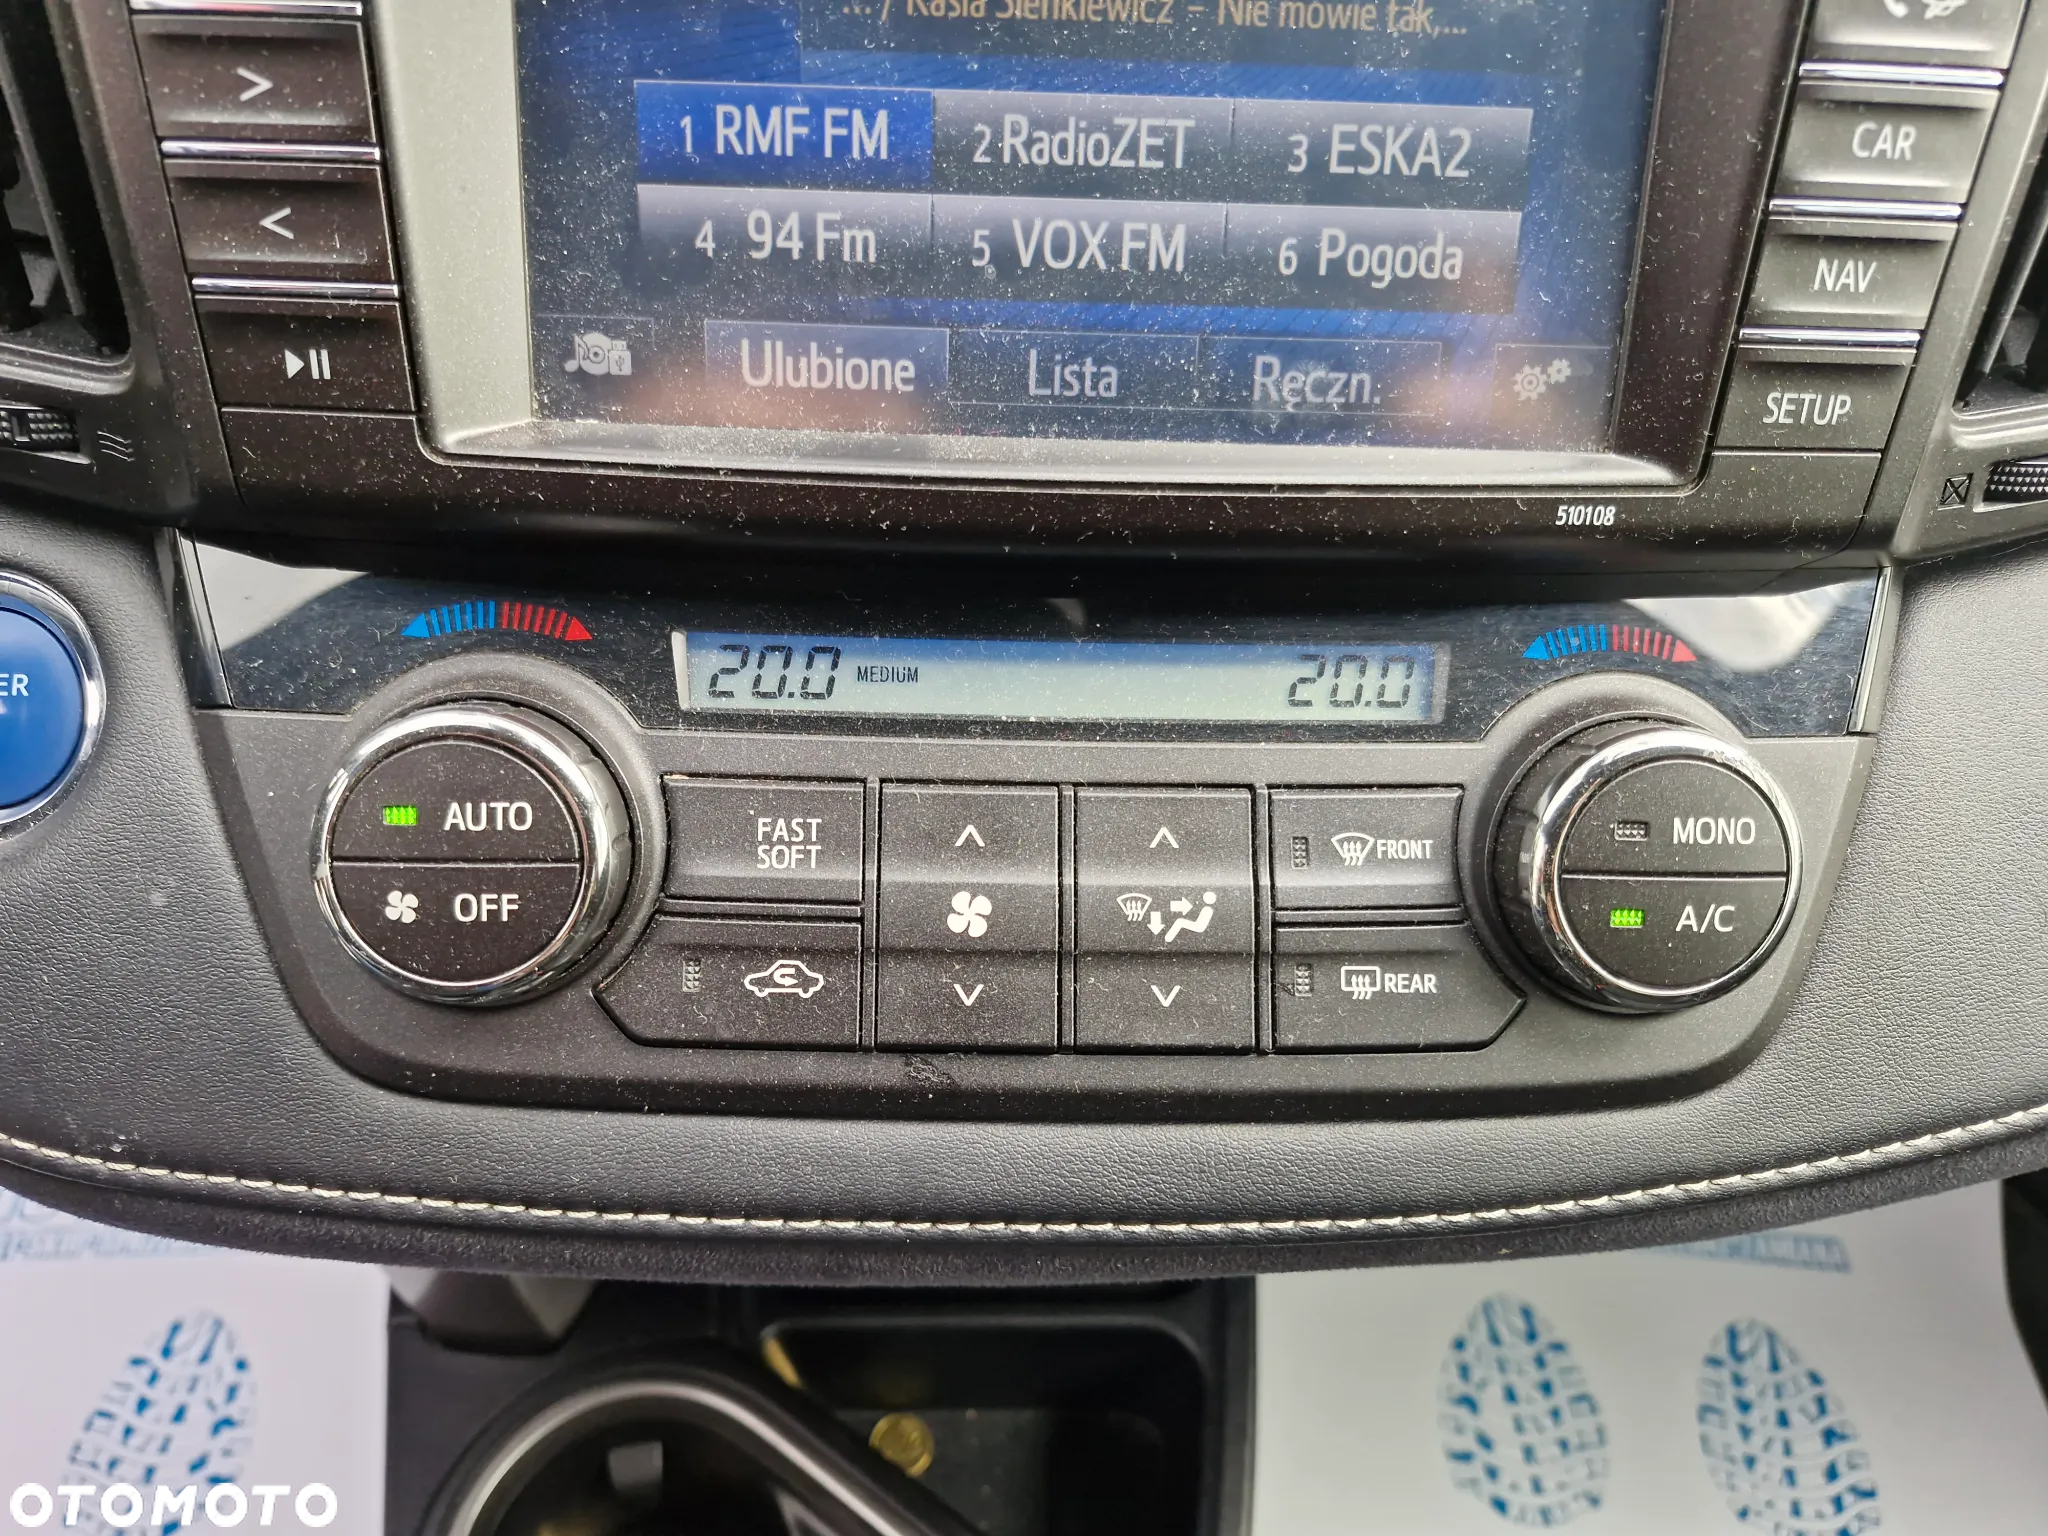 ... / Kasia Sienkiewicz – Nie mówię tak,...
1 RMF FM
2 RadioZET
3 ESKA2
4 94 Fm
5 VOX FM
6 Pogoda
Ulubione
Lista
Ręczn.
CAR
NAV
SETUP
510108
20.0 MEDIUM
20.0
AUTO
OFF
FAST
SOFT
FRONT
REAR
MONO
A/C
OTOMOTO